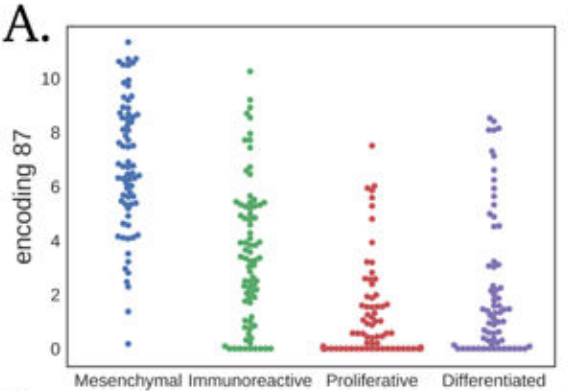 A.
10
8
6
4
2
0
encoding 87
Mesenchymal Immunoreactive Proliferative Differentiated